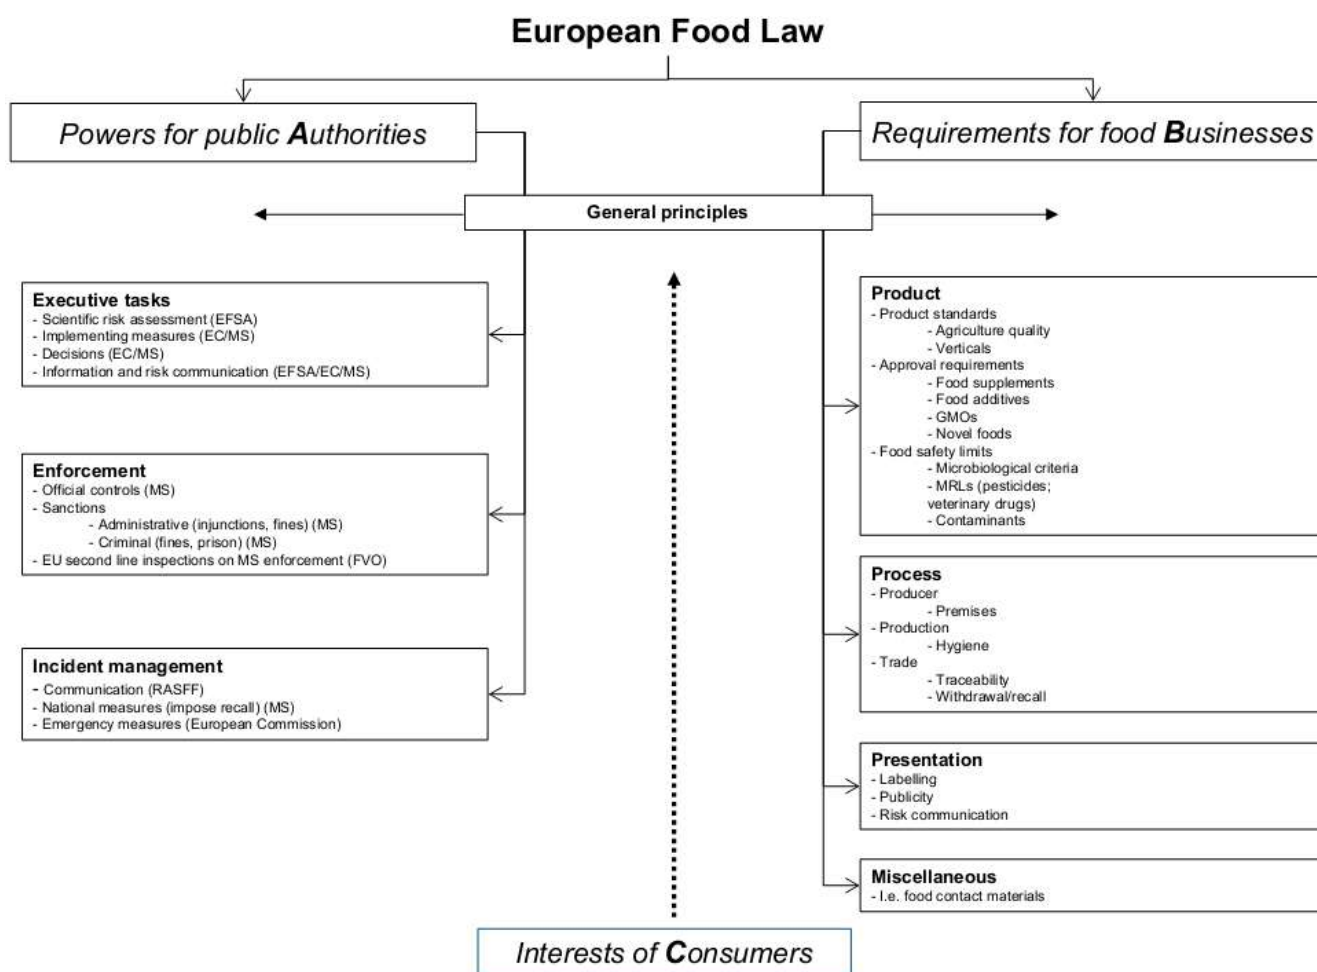 European Food Law
Powers for public Authorities
Requirements for food Businesses
General principles
Executive tasks
- Scientific risk assessment (EFSA)
- Implementing measures (EC/MS)
- Decisions (EC/MS)
- Information and risk communication (EFSA/EC/MS)
Enforcement
- Official controls (MS)
- Sanctions
- Administrative (injunctions, fines) (MS)
- Criminal (fines, prison) (MS)
- EU second line inspections on MS enforcement (FVO)
Incident management
- Communication (RASFF)
- National measures (impose recall) (MS)
- Emergency measures (European Commission)
Product
- Product standards
- Agriculture quality
- Verticals
- Approval requirements
- Food supplements
- Food additives
- GMOs
- Novel foods
- Food safety limits
- Microbiological criteria
- MRLs (pesticides;
veterinary drugs)
- Contaminants
Process
- Producer
- Premises
- Production
- Hygiene
- Trade
- Traceability
- Withdrawal/recall
Presentation
- Labelling
- Publicity
- Risk communication
Miscellaneous
- I.e. food contact materials
Interests of Consumers